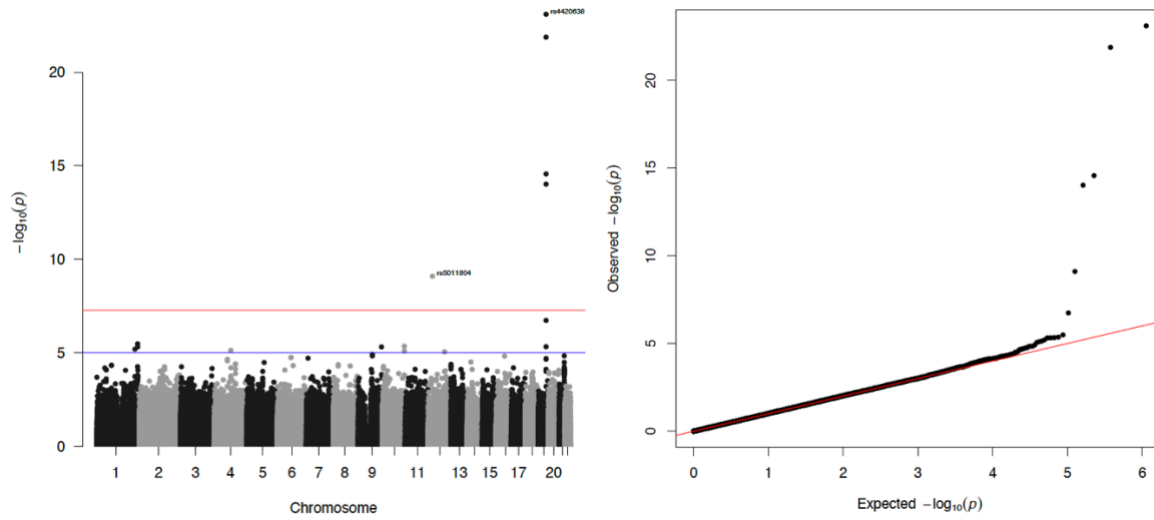 rs4420638
20
15
10
5
0
−log₁₀(p)
rs5011804
1 2 3 4 5 6 7 8 9 11 13 15 17 20
Chromosome
20
15
10
5
0
Observed −log₁₀(p)
0 1 2 3 4 5 6
Expected −log₁₀(p)